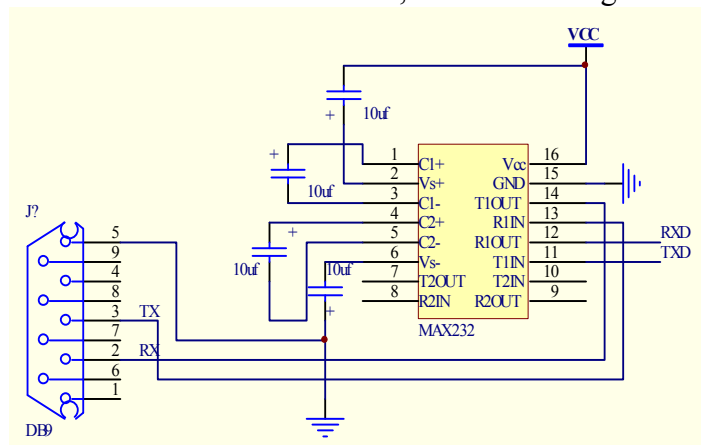 VCC
+
10uf
+
10uf
1 C1+ Vcc 16
2 Vs+ GND 15
3 C1- T1OUT 14
4 C2+ R1IN 13
5 C2- R1OUT 12 RXD
6 Vs- T1IN 11 TXD
7 T2OUT T2IN 10
8 R2IN R2OUT 9
MAX232
+
10uf
10uf
+
J?
5
9
4
8
3 TX
7
2 RX
6
1
DB9